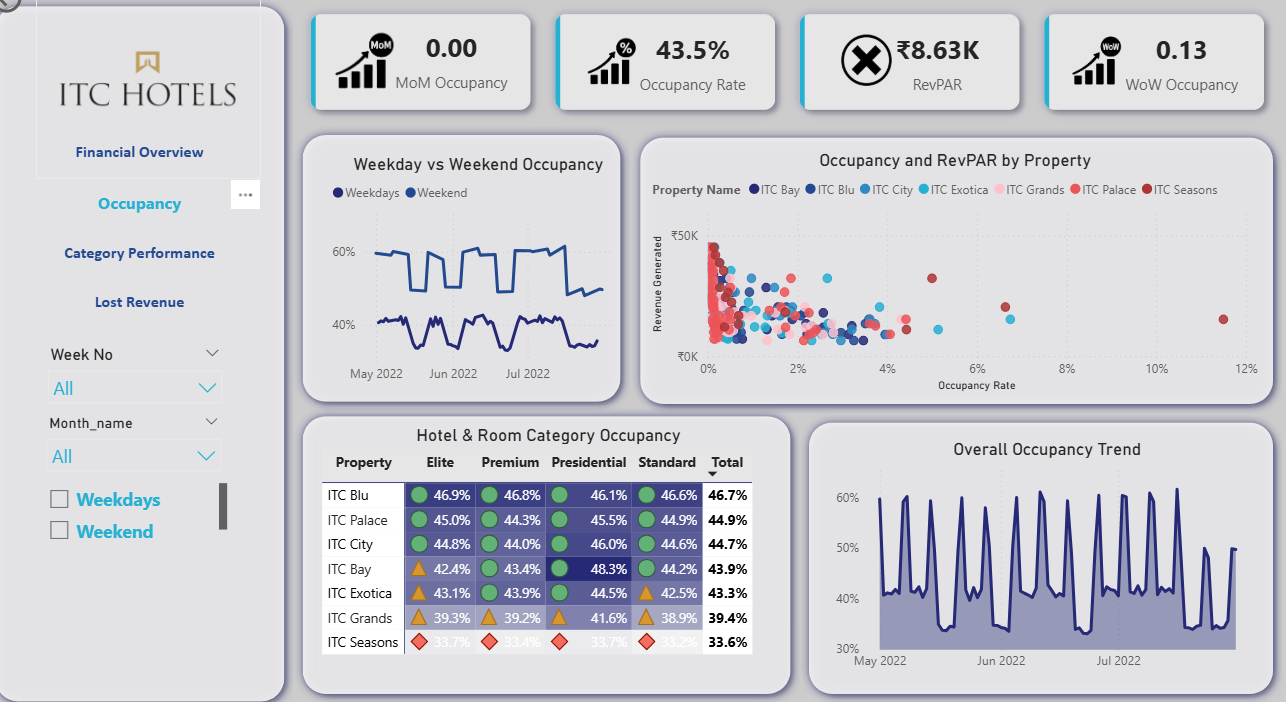 ITC HOTELS
Financial Overview
Occupancy
Category Performance
Lost Revenue
Week No
All
Month_name
All
Weekdays
Weekend
MoM
0.00
MoM Occupancy
%
43.5%
Occupancy Rate
₹8.63K
RevPAR
WoW
0.13
WoW Occupancy
Weekday vs Weekend Occupancy
Weekdays Weekend
60%
40%
May 2022 Jun 2022 Jul 2022
Occupancy and RevPAR by Property
Property Name ITC Bay ITC Blu ITC City ITC Exotica ITC Grands ITC Palace ITC Seasons
Revenue Generated
₹50K
₹0K
0% 2% 4% 6% 8% 10% 12%
Occupancy Rate
Hotel & Room Category Occupancy
Property Elite Premium Presidential Standard Total
ITC Blu 46.9% 46.8% 46.1% 46.6% 46.7%
ITC Palace 45.0% 44.3% 45.5% 44.9% 44.9%
ITC City 44.8% 44.0% 46.0% 44.6% 44.7%
ITC Bay 42.4% 43.4% 48.3% 44.2% 43.9%
ITC Exotica 43.1% 43.9% 44.5% 42.5% 43.3%
ITC Grands 39.3% 39.2% 41.6% 38.9% 39.4%
ITC Seasons 33.7% 33.4% 33.7% 33.2% 33.6%
Overall Occupancy Trend
60%
50%
40%
30%
May 2022 Jun 2022 Jul 2022